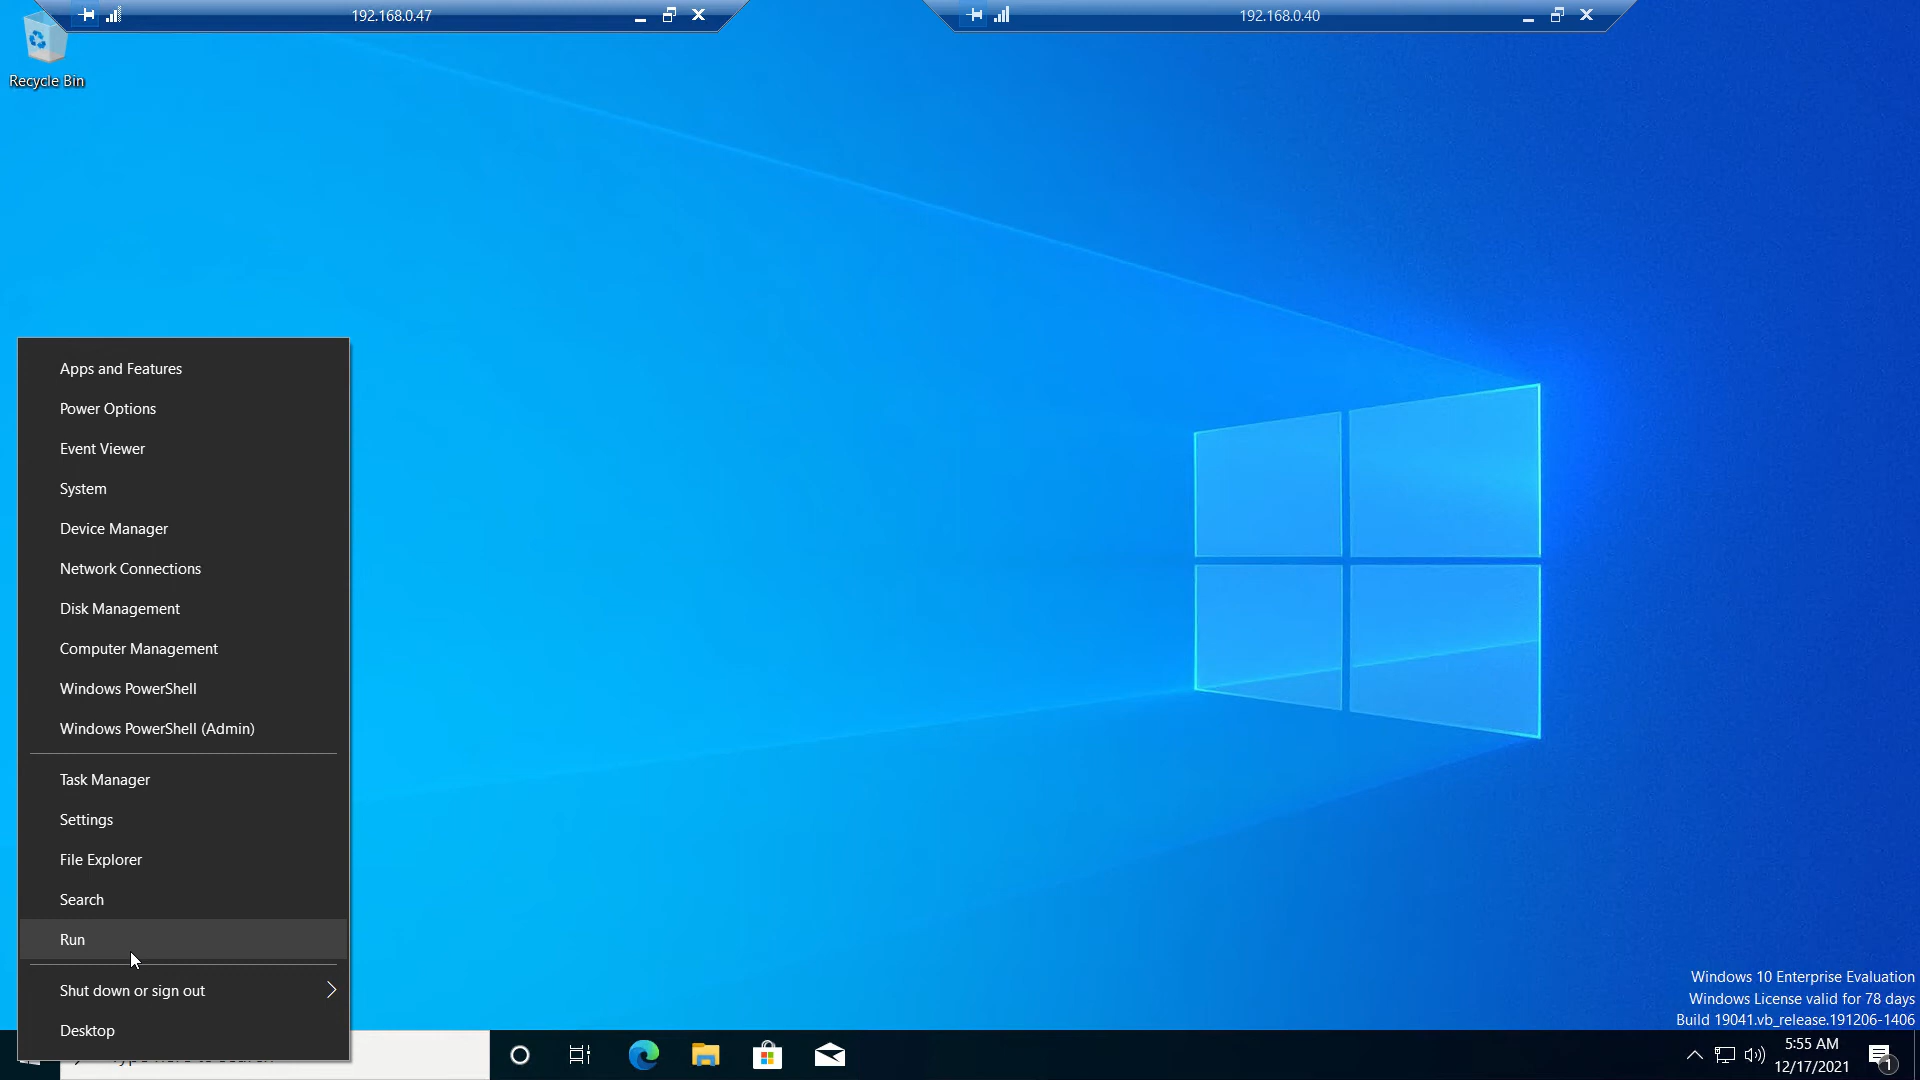 192.168.0.47
192.168.0.40
Recycle Bin
Apps and Features
Power Options
Event Viewer
System
Device Manager
Network Connections
Disk Management
Computer Management
Windows PowerShell
Windows PowerShell (Admin)
Task Manager
Settings
File Explorer
Search
Run
Shut down or sign out
Desktop
Windows 10 Enterprise Evaluation
Windows License valid for 78 days
Build 19041.vb_release.191206-1406
5:55 AM
12/17/2021
1